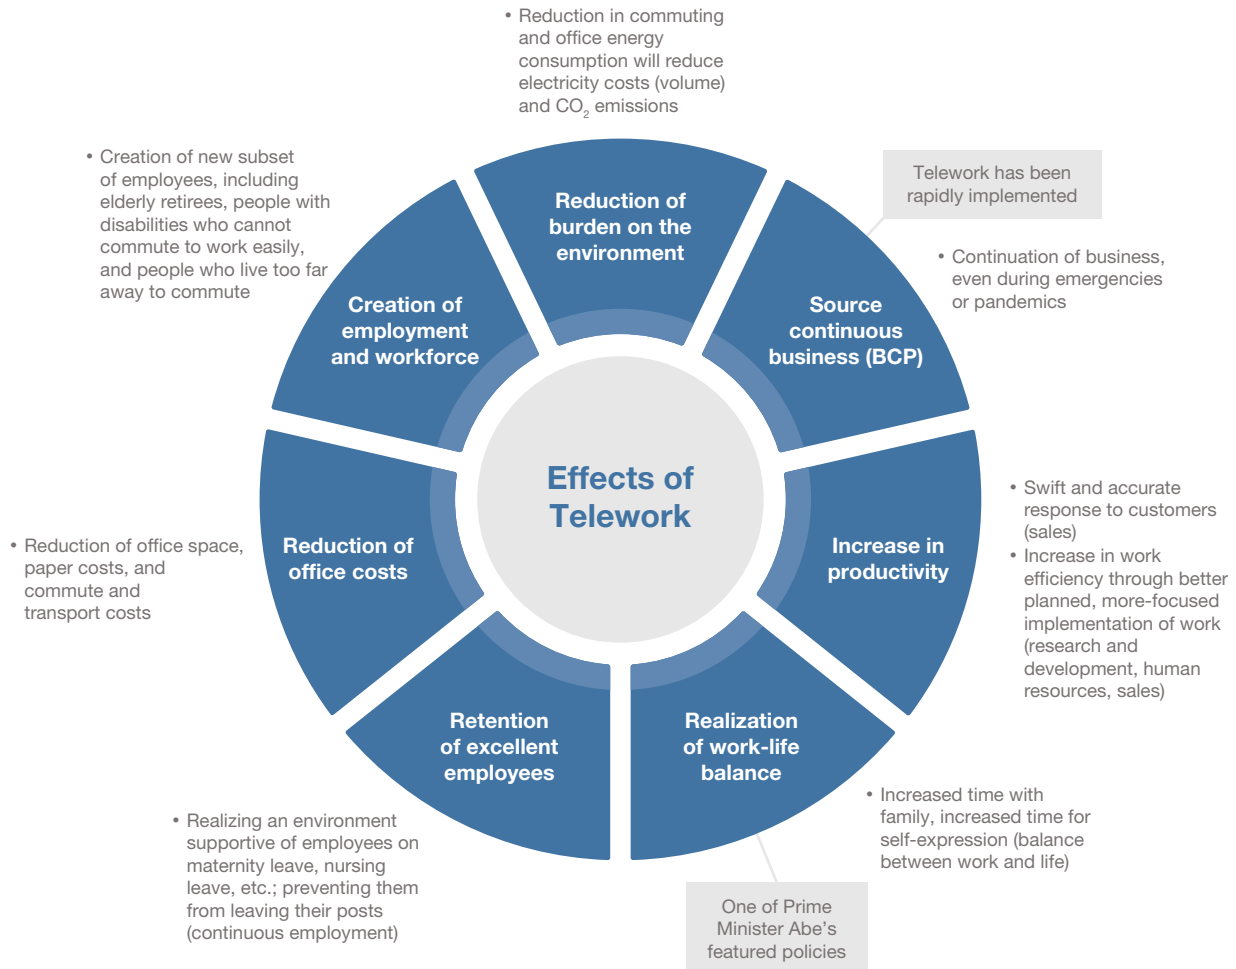 • Reduction in commuting
and office energy
consumption will reduce
electricity costs (volume)
and CO₂ emissions
Reduction of
burden on the
environment
Telework has been
rapidly implemented
• Continuation of business,
even during emergencies
or pandemics
Source
continuous
business (BCP)
• Swift and accurate
response to customers
(sales)
• Increase in work
efficiency through better
planned, more-focused
implementation of work
(research and
development, human
resources, sales)
Increase in
productivity
• Increased time with
family, increased time for
self-expression (balance
between work and life)
Realization
of work-life
balance
One of Prime
Minister Abe's
featured policies
Retention
of excellent
employees
• Realizing an environment
supportive of employees on
maternity leave, nursing
leave, etc.; preventing them
from leaving their posts
(continuous employment)
Reduction of
office costs
• Reduction of office space,
paper costs, and
commute and
transport costs
• Creation of new subset
of employees, including
elderly retirees, people with
disabilities who cannot
commute to work easily,
and people who live too far
away to commute
Creation of
employment
and workforce
Effects of
Telework